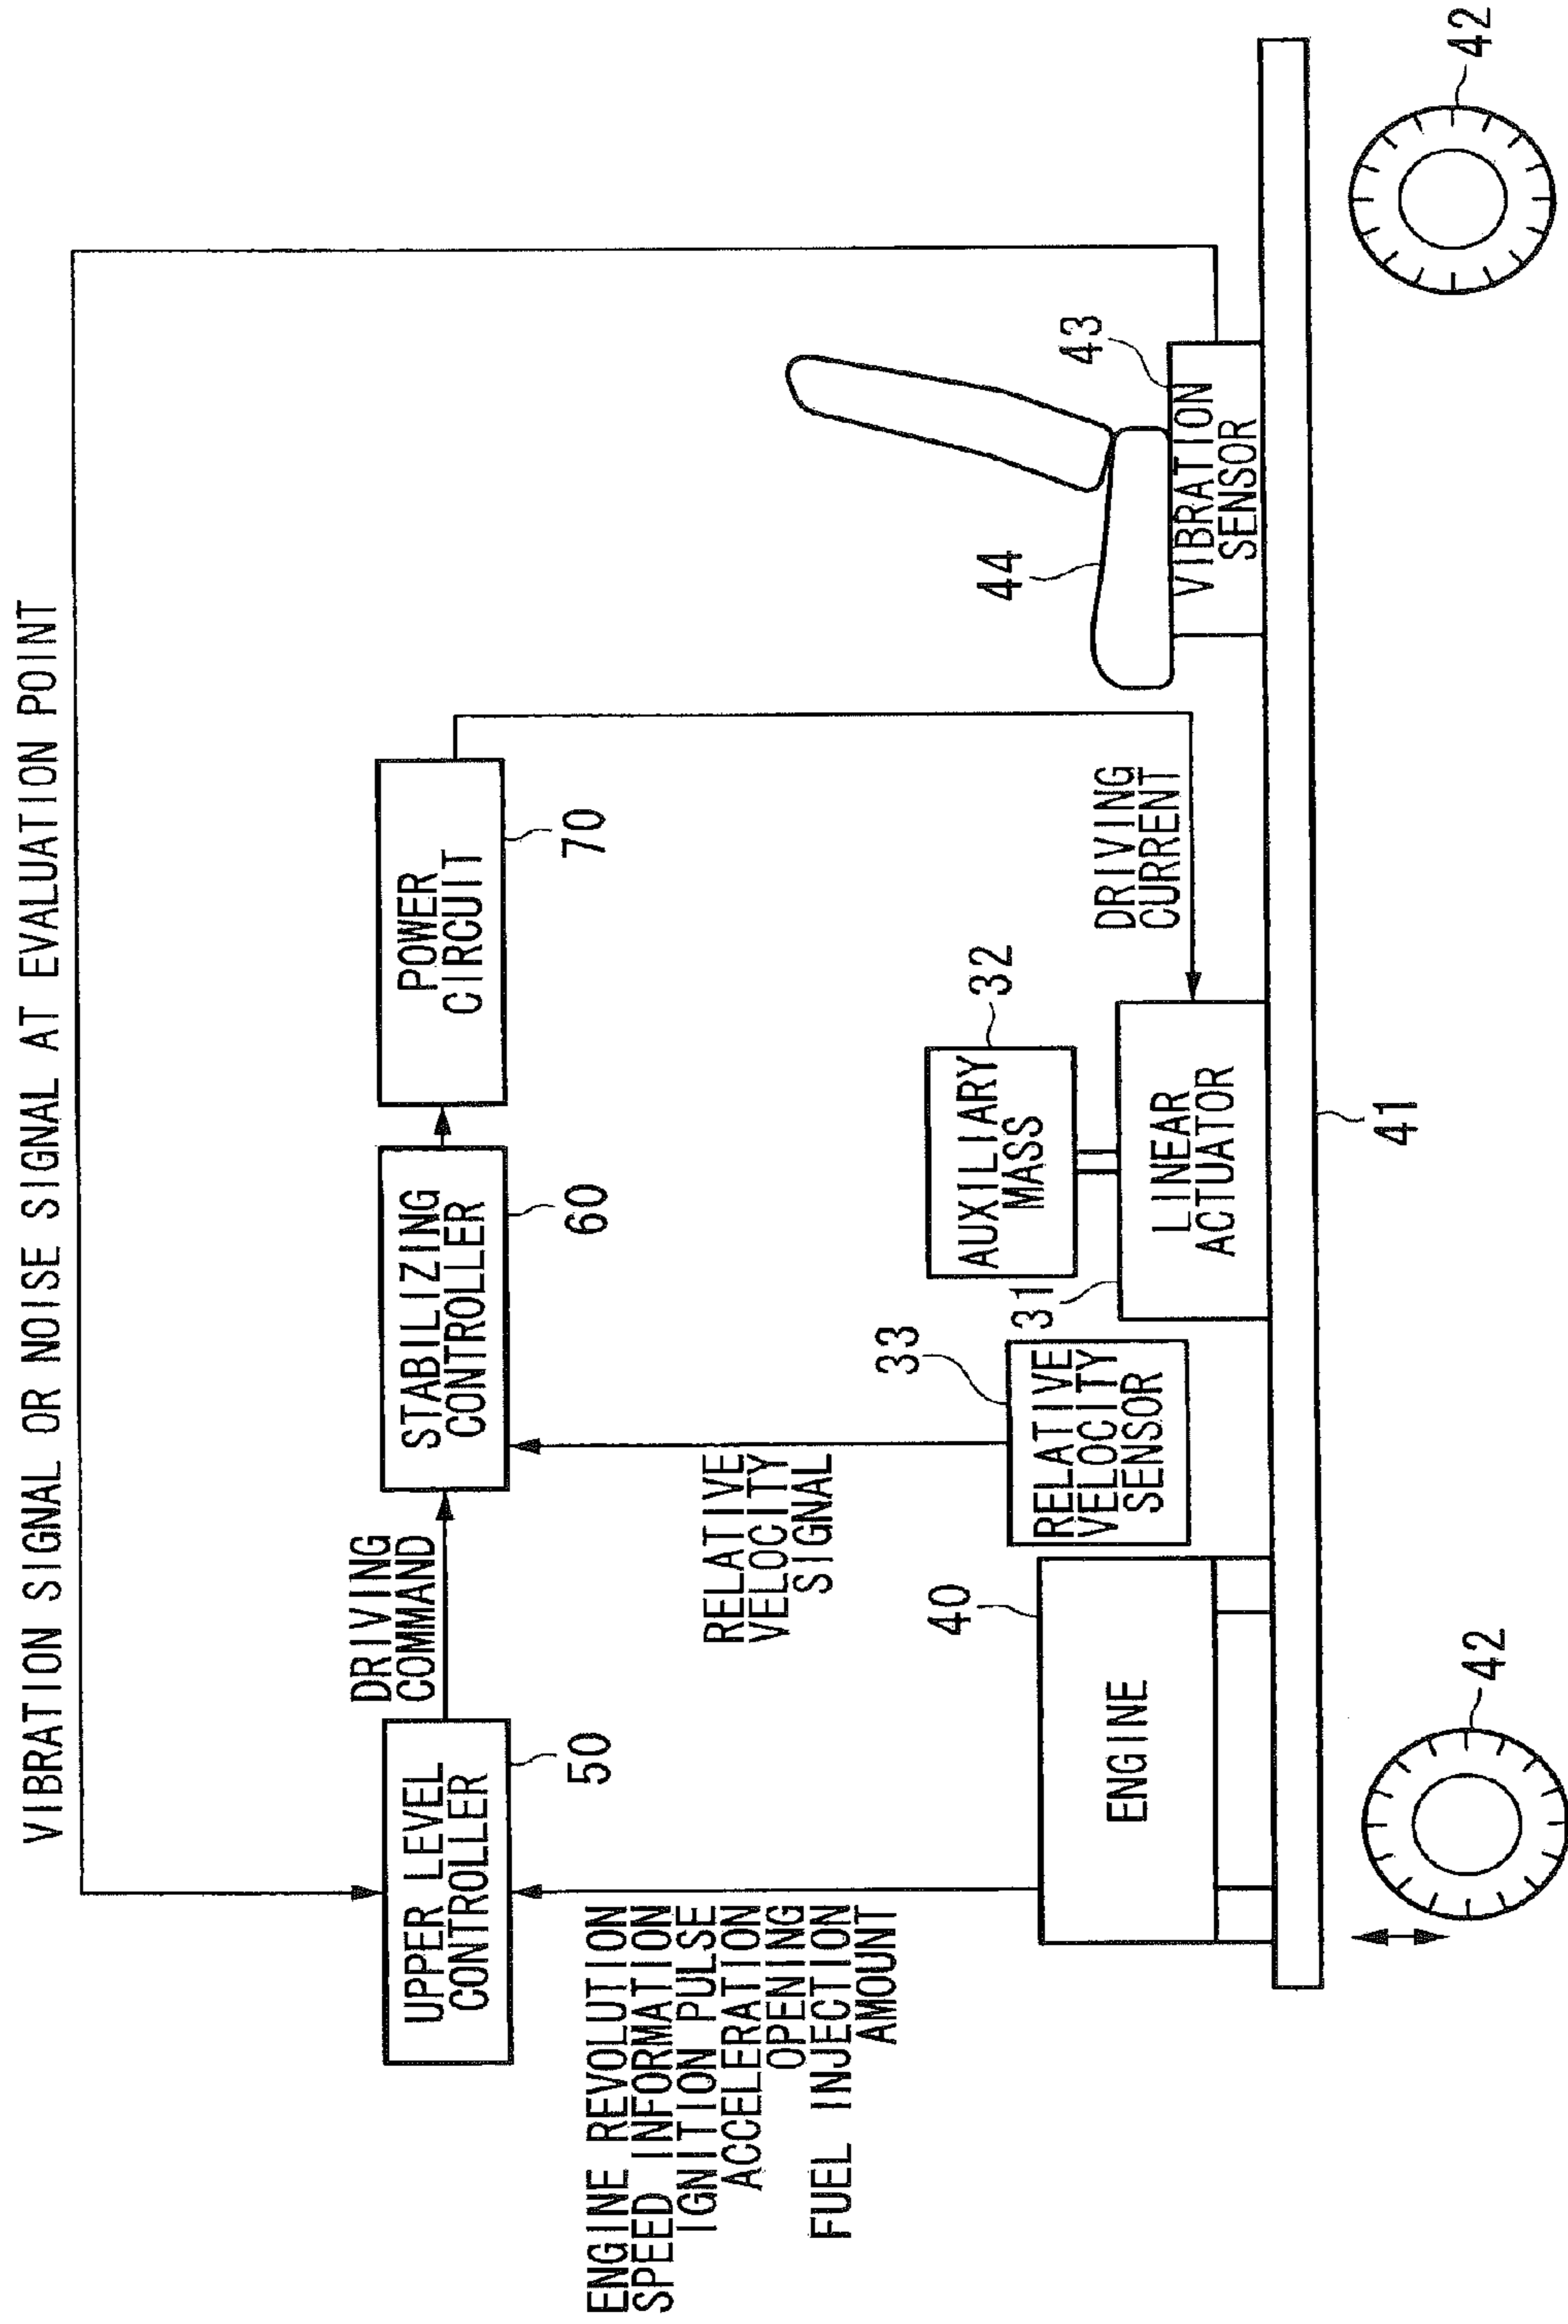 VIBRATION SIGNAL OR NOISE SIGNAL AT EVALUATION POINT
UPPER LEVEL
CONTROLLER
50
DRIVING
COMMAND
STABILIZING
CONTROLLER
60
POWER
CIRCUIT
70
ENGINE REVOLUTION
SPEED INFORMATION
IGNITION PULSE
ACCELERATION
OPENING
FUEL INJECTION
AMOUNT
RELATIVE
VELOCITY
SIGNAL
40
ENGINE
33
RELATIVE
VELOCITY
SENSOR
32
AUXILIARY
MASS
31
LINEAR
ACTUATOR
DRIVING
CURRENT
44
43
VIBRATION
SENSOR
41
42
42